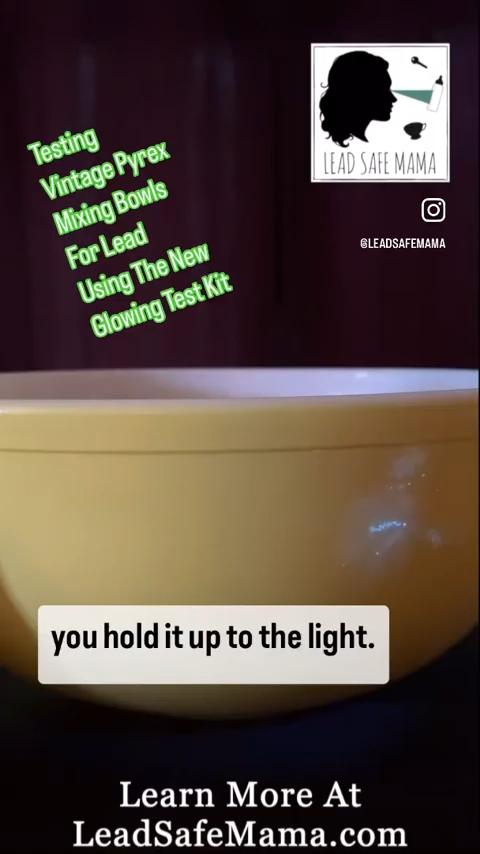 Testing
Vintage Pyrex
Mixing Bowls
For Lead
Using The New
Glowing Test Kit
LEAD SAFE MAMA
@LEADSAFEMAMA
you hold it up to the light.
Learn More At
LeadSafeMama.com